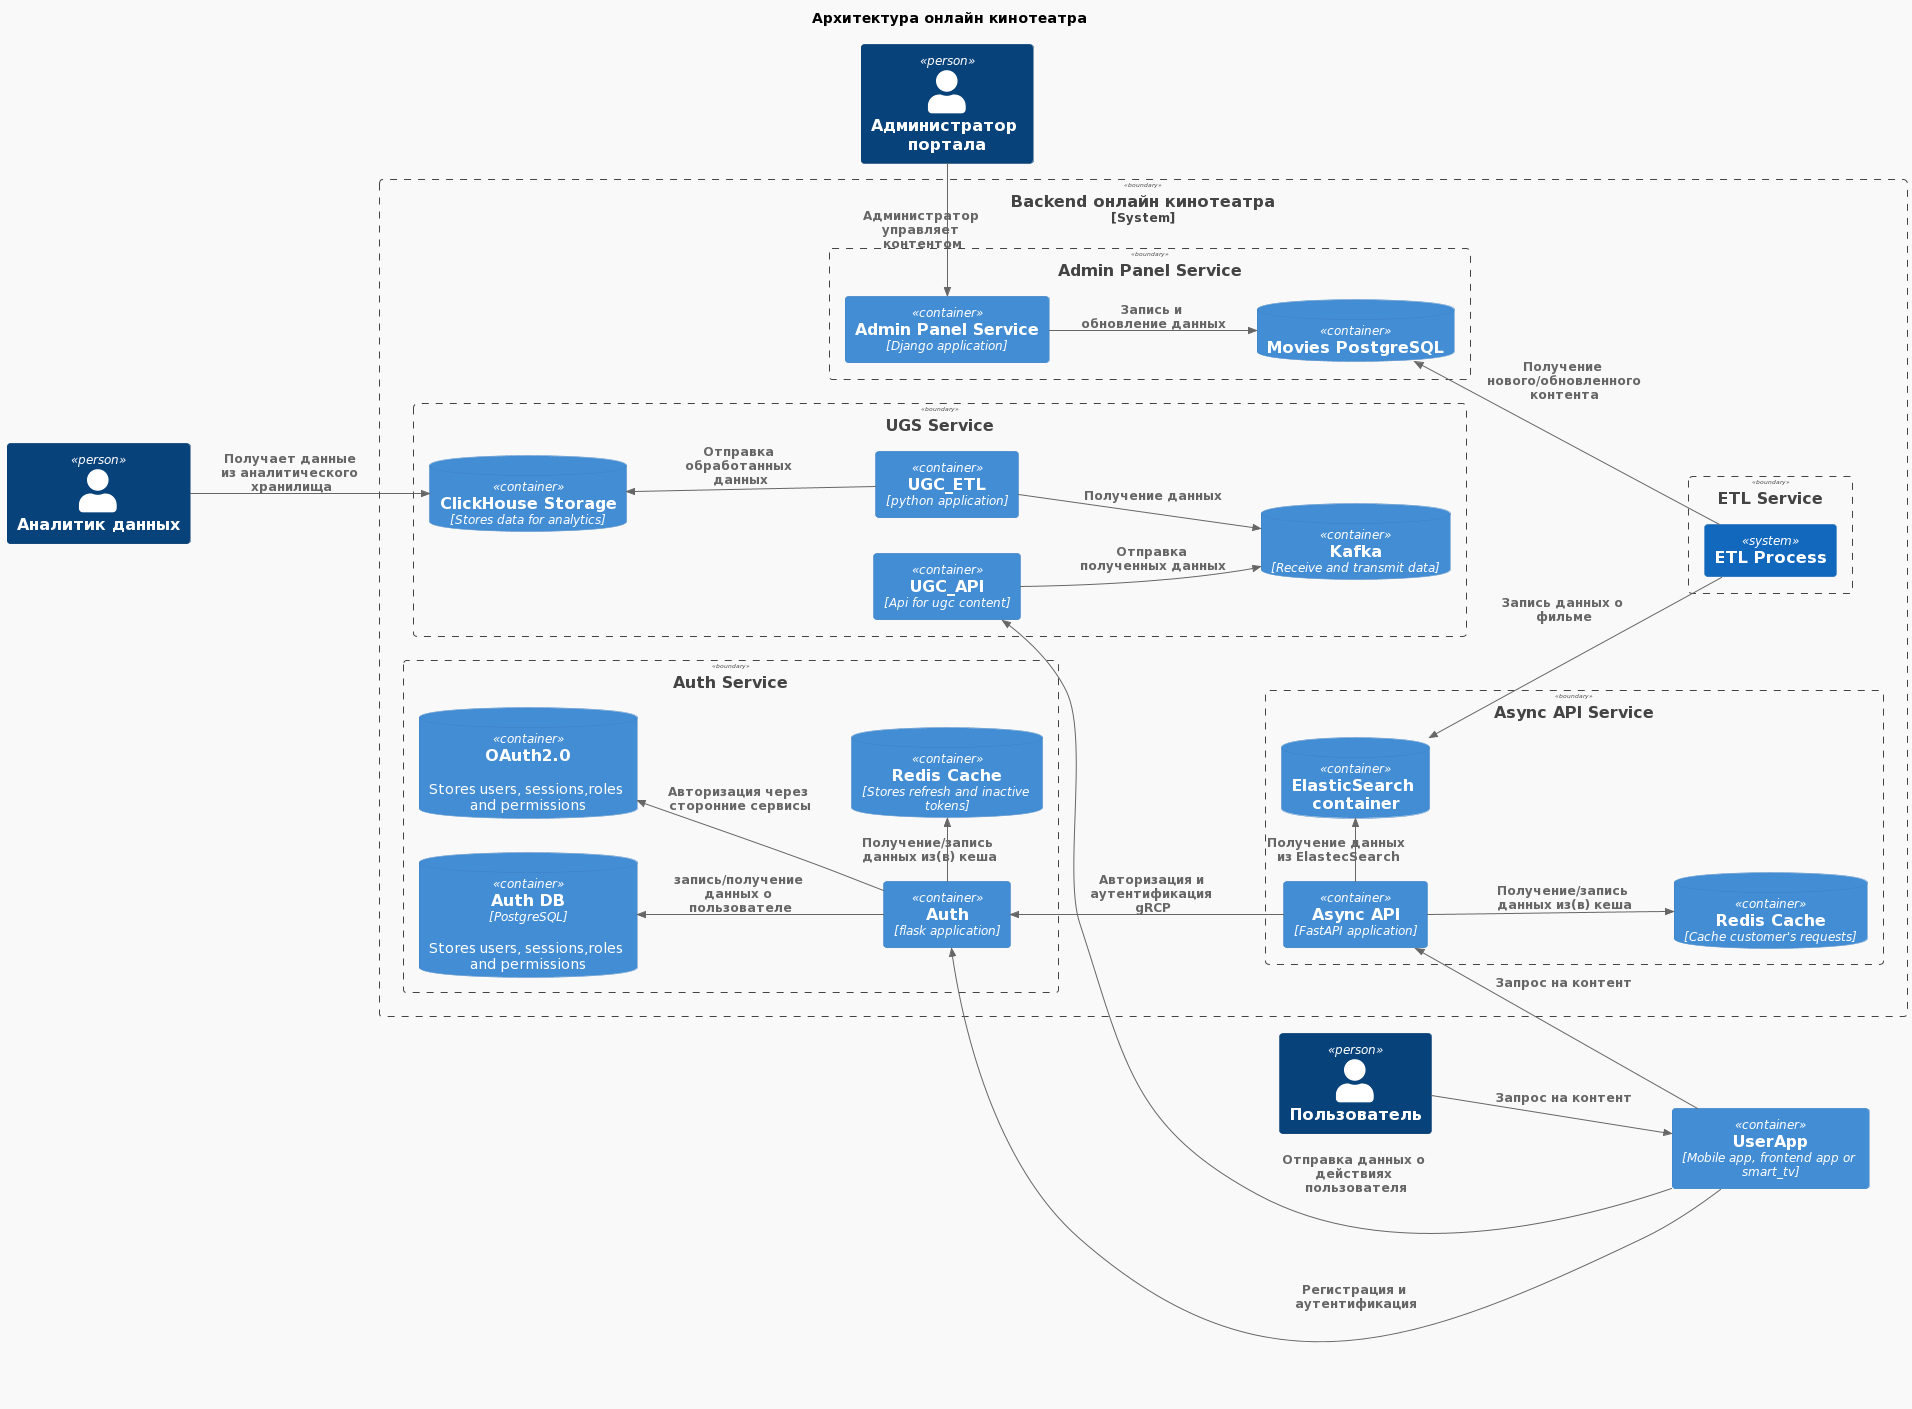 Архитектура онлайн кинотеатра
«person»
Администратор
портала
«boundary»
Backend онлайн кинотеатра
[System]
Администратор
управляет
контентом
«boundary»
Admin Panel Service
«container»
Admin Panel Service
[Django application]
Запись и
обновление данных
«container»
Movies PostgreSQL
Получение
нового/обновленного
контента
«boundary»
UGS Service
«person»
Аналитик данных
Получает данные
из аналитического
хранилища
«container»
ClickHouse Storage
[Stores data for analytics]
Отправка
обработанных
данных
«container»
UGC_ETL
[python application]
Получение данных
«container»
Kafka
[Receive and transmit data]
«container»
UGC_API
[Api for ugc content]
Отправка
полученных данных
«boundary»
ETL Service
«system»
ETL Process
Запись данных о
фильме
«boundary»
Auth Service
«container»
OAuth2.0
Stores users, sessions,roles
and permissions
Авторизация через
сторонние сервисы
«container»
Redis Cache
[Stores refresh and inactive
tokens]
Получение/запись
данных из(в) кеша
«container»
Auth DB
[PostgreSQL]
Stores users, sessions,roles
and permissions
запись/получение
данных о
пользователе
«container»
Auth
[flask application]
Авторизация и
аутентификация
gRCP
«boundary»
Async API Service
«container»
ElasticSearch
container
Получение данных
из ElastecSearch
«container»
Async API
[FastAPI application]
Получение/запись
данных из(в) кеша
«container»
Redis Cache
[Cache customer's requests]
Запрос на контент
«person»
Пользователь
Запрос на контент
«container»
UserApp
[Mobile app, frontend app or
smart_tv]
Отправка данных о
действиях
пользователя
Регистрация и
аутентификация